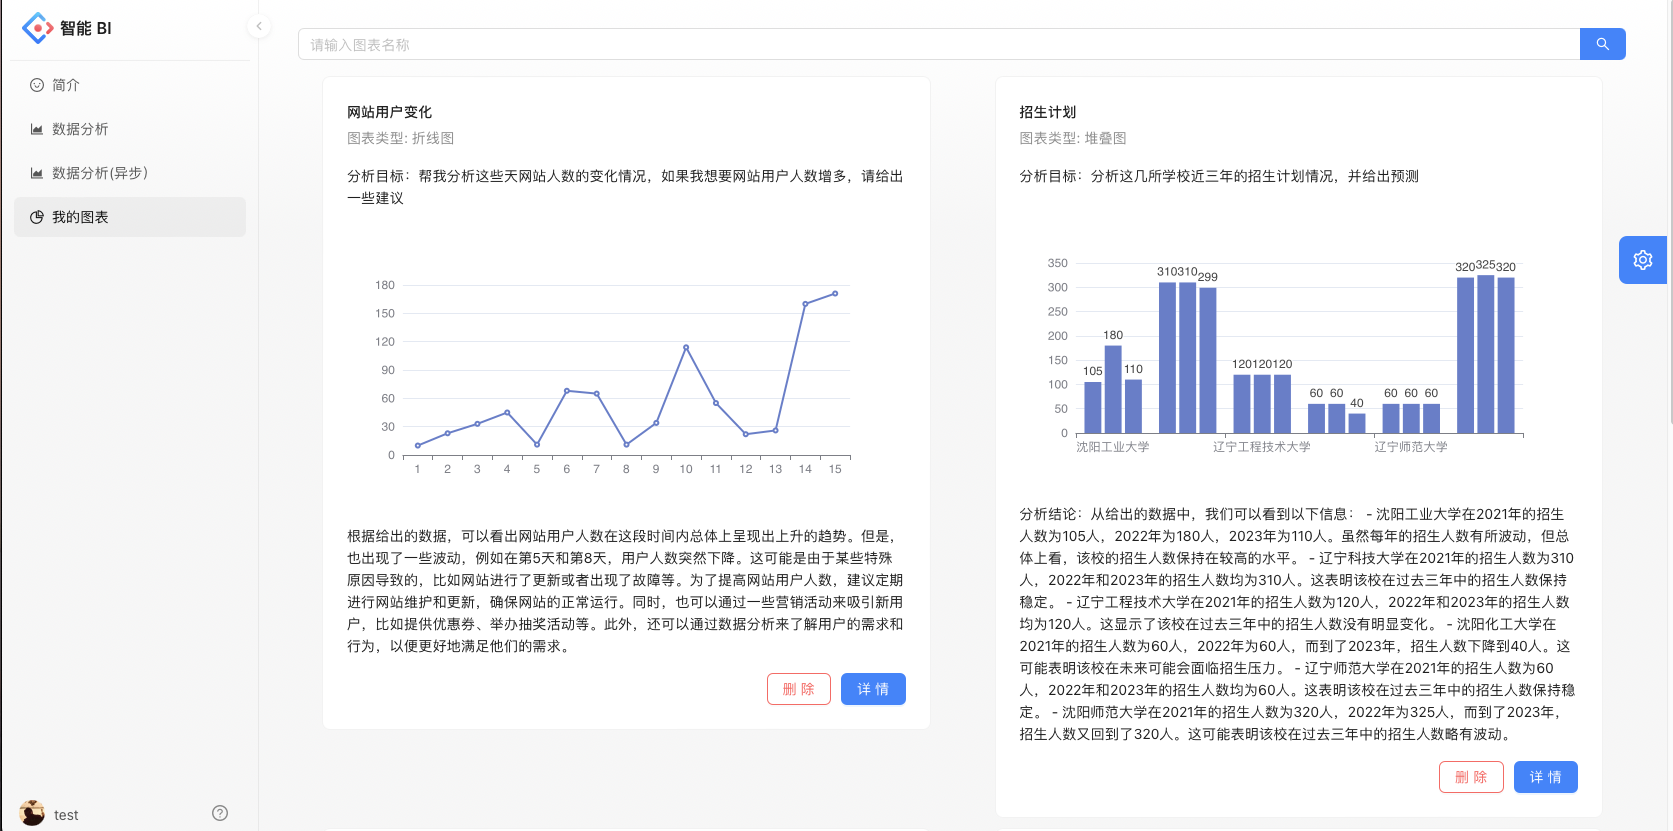 智能 BI
请输入图表名称
简介
数据分析
数据分析(异步)
我的图表
网站用户变化
图表类型: 折线图
分析目标：帮我分析这些天网站人数的变化情况，如果我想要网站用户人数增多，请给出
一些建议
180
150
120
90
60
30
0
1 2 3 4 5 6 7 8 9 10 11 12 13 14 15
根据给出的数据，可以看出网站用户人数在这段时间内总体上呈现出上升的趋势。但是，
也出现了一些波动，例如在第5天和第8天，用户人数突然下降。这可能是由于某些特殊
原因导致的，比如网站进行了更新或者出现了故障等。为了提高网站用户人数，建议定期
进行网站维护和更新，确保网站的正常运行。同时，也可以通过一些营销活动来吸引新用
户，比如提供优惠券、举办抽奖活动等。此外，还可以通过数据分析来了解用户的需求和
行为，以便更好地满足他们的需求。
删 除 详 情
招生计划
图表类型: 堆叠图
分析目标：分析这几所学校近三年的招生计划情况，并给出预测
350
300
250
200
150
100
50
0
105 180 110 310 310 299 120 120 120 60 60 40 60 60 60 320 325 320
沈阳工业大学 辽宁工程技术大学 辽宁师范大学
分析结论：从给出的数据中，我们可以看到以下信息： - 沈阳工业大学在2021年的招生
人数为105人，2022年为180人，2023年为110人。虽然每年的招生人数有所波动，但总
体上看，该校的招生人数保持在较高的水平。 - 辽宁科技大学在2021年的招生人数为310
人，2022年和2023年的招生人数均为310人。这表明该校在过去三年中的招生人数保持
稳定。 - 辽宁工程技术大学在2021年的招生人数为120人，2022年和2023年的招生人数
均为120人。这显示了该校在过去三年中的招生人数没有明显变化。 - 沈阳化工大学在
2021年的招生人数为60人，2022年为60人，而到了2023年，招生人数下降到40人。这
可能表明该校在未来可能会面临招生压力。 - 辽宁师范大学在2021年的招生人数为60
人，2022年和2023年的招生人数均为60人。这表明该校在过去三年中的招生人数保持稳
定。 - 沈阳师范大学在2021年的招生人数为320人，2022年为325人，而到了2023年，
招生人数又回到了320人。这可能表明该校在过去三年中的招生人数略有波动。
删 除 详 情
test